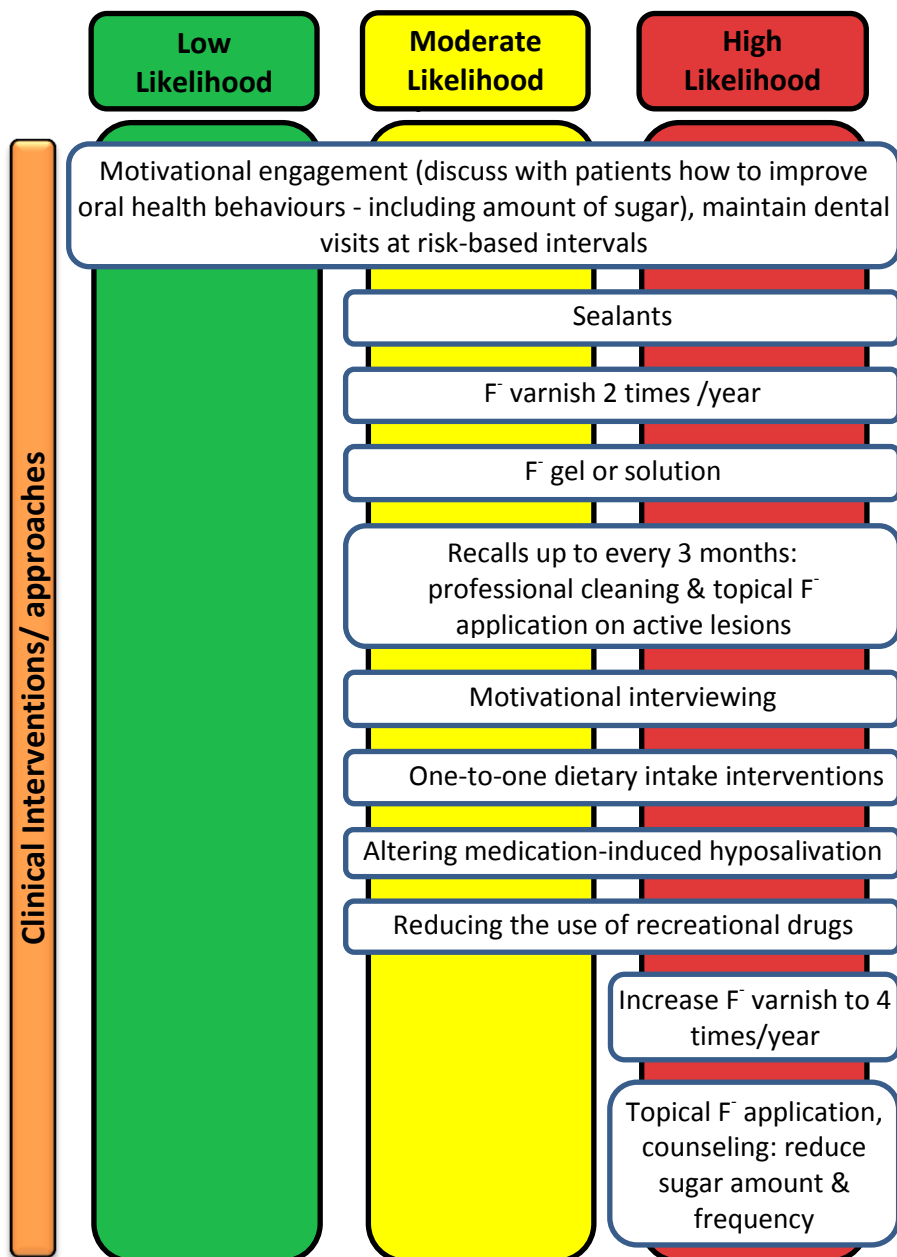 Low
Likelihood
Moderate
Likelihood
High
Likelihood
Clinical Interventions/ approaches
Motivational engagement (discuss with patients how to improve
oral health behaviours - including amount of sugar), maintain dental
visits at risk-based intervals
Sealants
F⁻ varnish 2 times /year
F⁻ gel or solution
Recalls up to every 3 months:
professional cleaning & topical F⁻
application on active lesions
Motivational interviewing
One-to-one dietary intake interventions
Altering medication-induced hyposalivation
Reducing the use of recreational drugs
Increase F⁻ varnish to 4
times/year
Topical F⁻ application,
counseling: reduce
sugar amount &
frequency